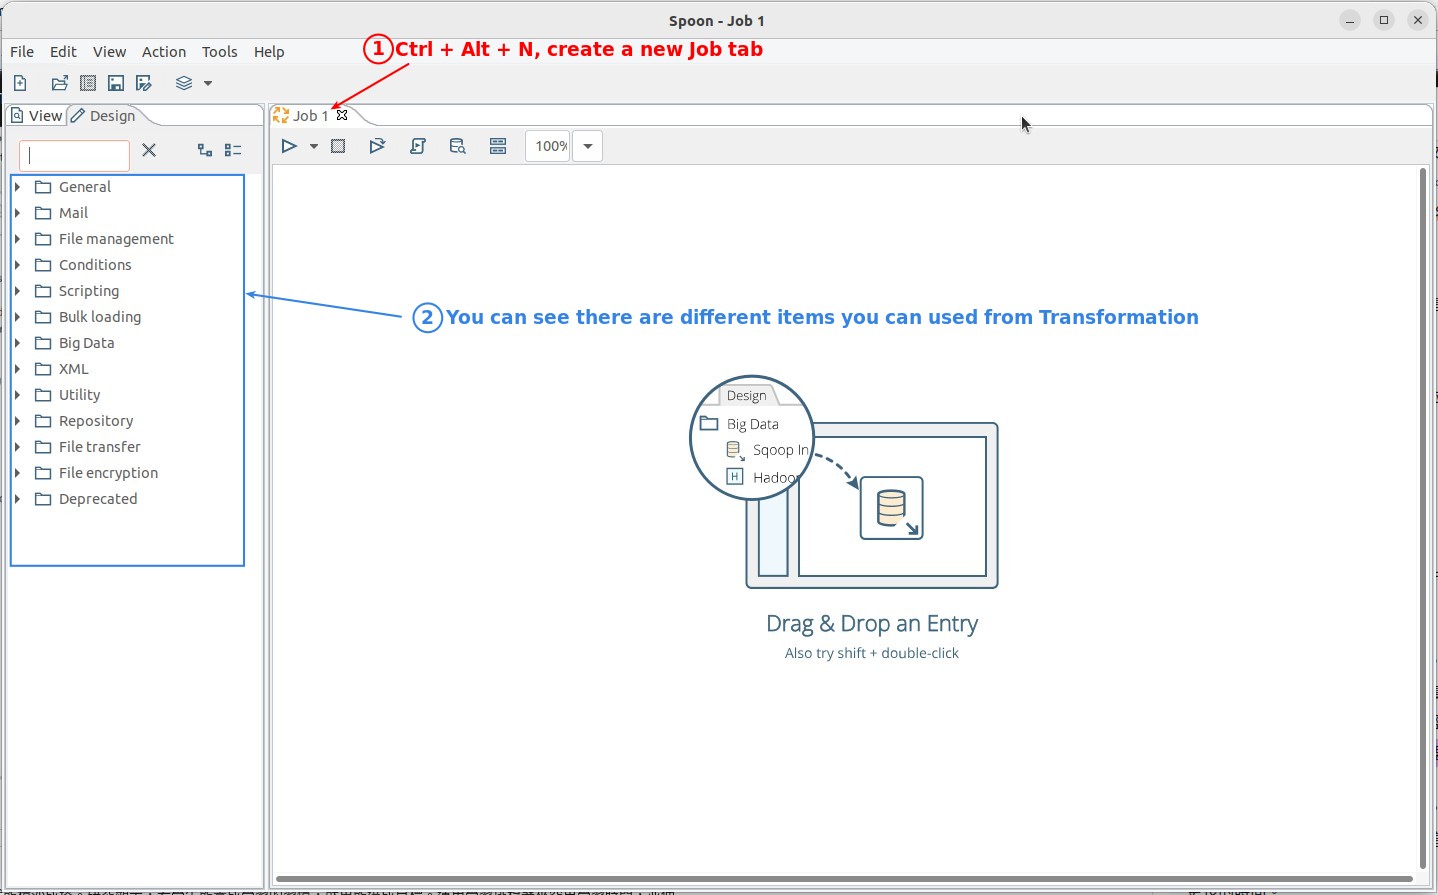 Spoon - Job 1
File Edit View Action Tools Help
1 Ctrl + Alt + N, create a new Job tab
View Design
Job 1
100%
General
Mail
File management
Conditions
Scripting
Bulk loading
Big Data
XML
Utility
Repository
File transfer
File encryption
Deprecated
2 You can see there are different items you can used from Transformation
Design
Big Data
Sqoop In
H Hadoo
Drag & Drop an Entry
Also try shift + double-click